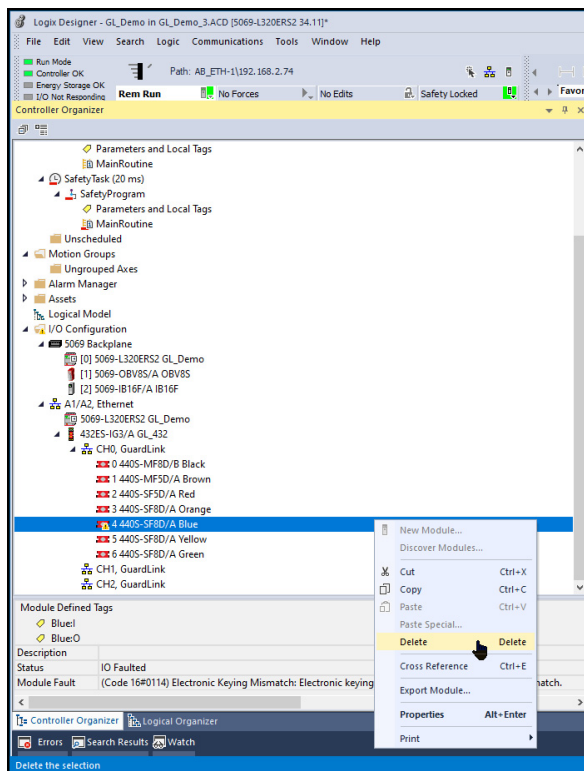 Logix Designer - GL_Demo in GL_Demo_3.ACD [5069-L320ERS2 34.11]*
File Edit View Search Logic Communications Tools Window Help
Run Mode
Controller OK
Energy Storage OK
I/O Not Responding
Path: AB_ETH-1\192.168.2.74
Rem Run No Forces No Edits Safety Locked Favor
Controller Organizer
Parameters and Local Tags
MainRoutine
SafetyTask (20 ms)
SafetyProgram
Parameters and Local Tags
MainRoutine
Unscheduled
Motion Groups
Ungrouped Axes
Alarm Manager
Assets
Logical Model
I/O Configuration
5069 Backplane
[0] 5069-L320ERS2 GL_Demo
[1] 5069-OBV8S/A OBV8S
[2] 5069-IB16F/A IB16F
A1/A2, Ethernet
5069-L320ERS2 GL_Demo
432ES-IG3/A GL_432
CH0, GuardLink
0 440S-MF8D/B Black
1 440S-MF5D/A Brown
2 440S-SF5D/A Red
3 440S-SF8D/A Orange
4 440S-SF8D/A Blue
5 440S-SF8D/A Yellow
6 440S-SF8D/A Green
CH1, GuardLink
CH2, GuardLink
New Module...
Discover Modules...
Cut Ctrl+X
Copy Ctrl+C
Paste Ctrl+V
Paste Special...
Delete Delete
Cross Reference Ctrl+E
Export Module...
Properties Alt+Enter
Print
Module Defined Tags
Blue:I
Blue:O
Description
Status IO Faulted
Module Fault (Code 16#0114) Electronic Keying Mismatch: Electronic keying atch.
Controller Organizer Logical Organizer
Errors Search Results Watch
Delete the selection